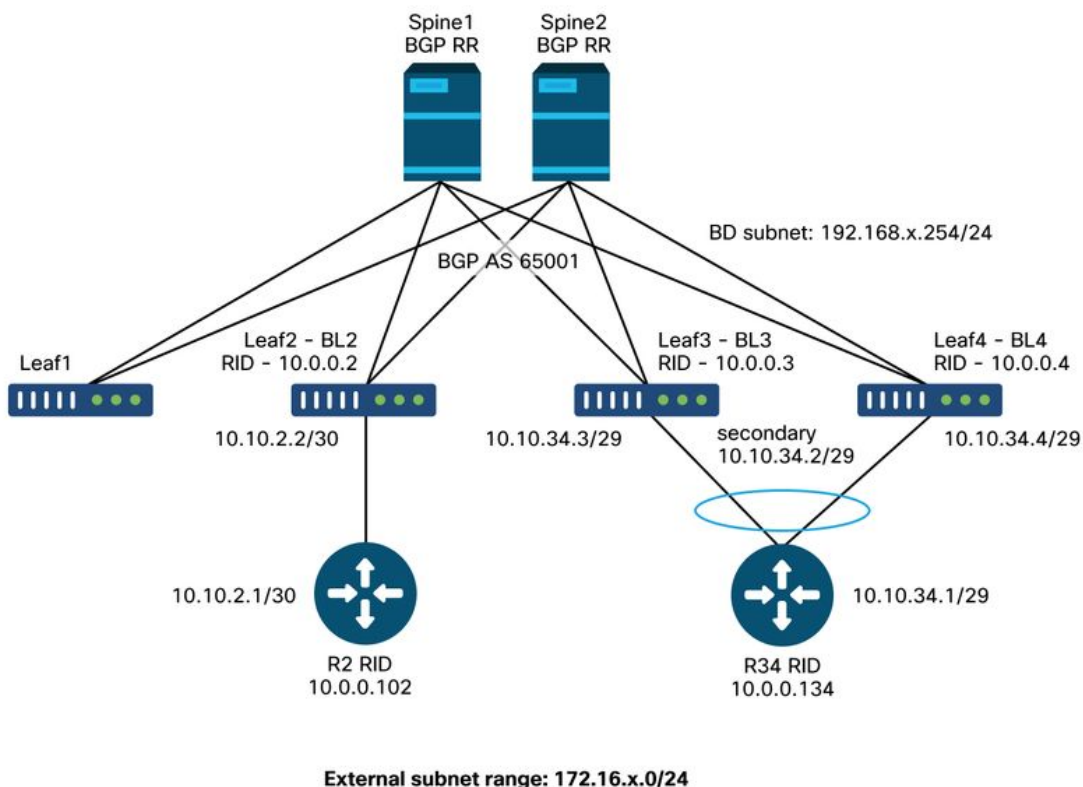 Spine1
BGP RR
Spine2
BGP RR
BD subnet: 192.168.x.254/24
BGP AS 65001
Leaf1
Leaf2 - BL2
RID - 10.0.0.2
Leaf3 - BL3
RID - 10.0.0.3
Leaf4 - BL4
RID - 10.0.0.4
10.10.2.2/30
10.10.34.3/29
secondary
10.10.34.2/29
10.10.34.4/29
10.10.2.1/30
10.10.34.1/29
R2 RID
10.0.0.102
R34 RID
10.0.0.134
External subnet range: 172.16.x.0/24